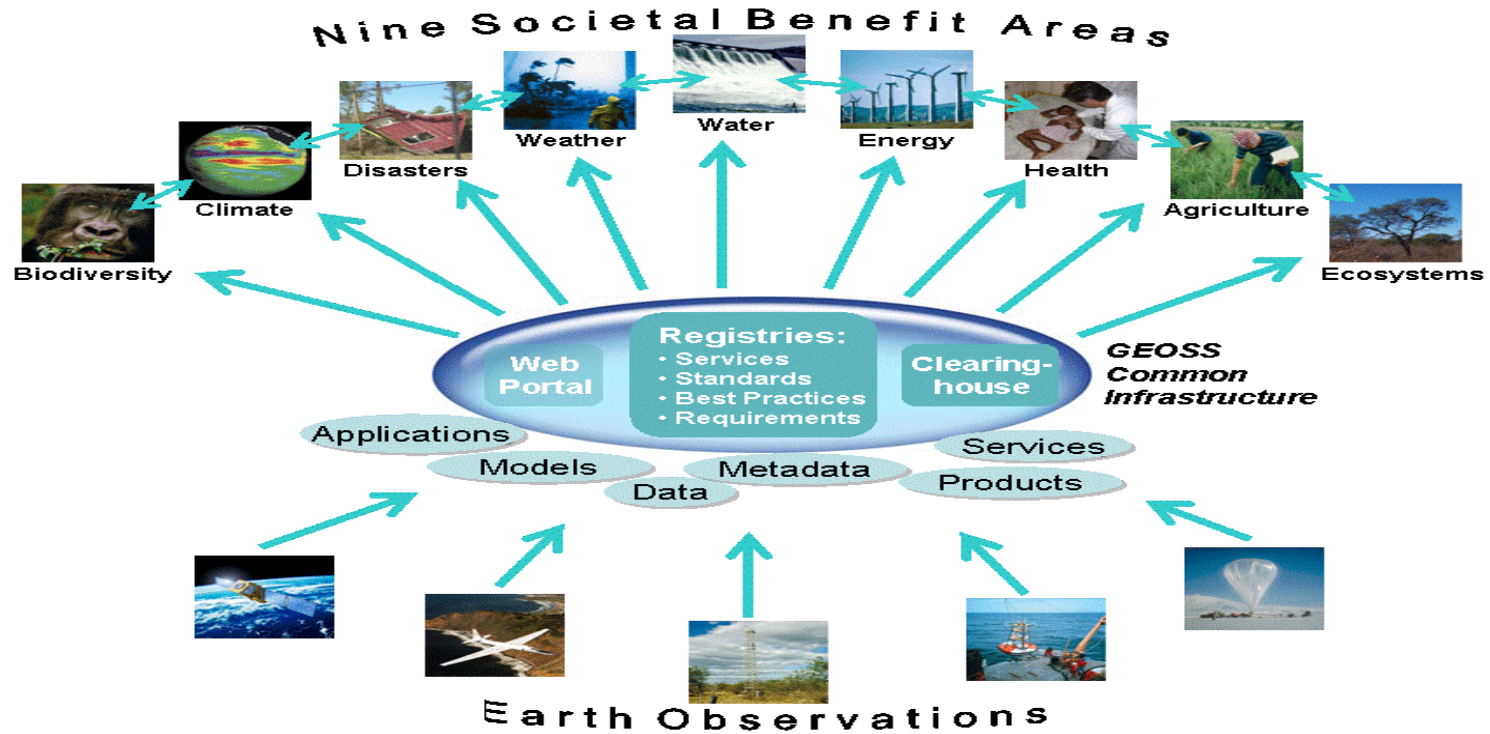 Nine Societal Benefit Areas
Biodiversity
Climate
Disasters
Weather
Water
Energy
Health
Agriculture
Ecosystems
Web
Portal
Registries:
• Services
• Standards
• Best Practices
• Requirements
Clearing-
house
GEOSS
Common
Infrastructure
Applications
Models
Data
Metadata
Services
Products
Earth Observations